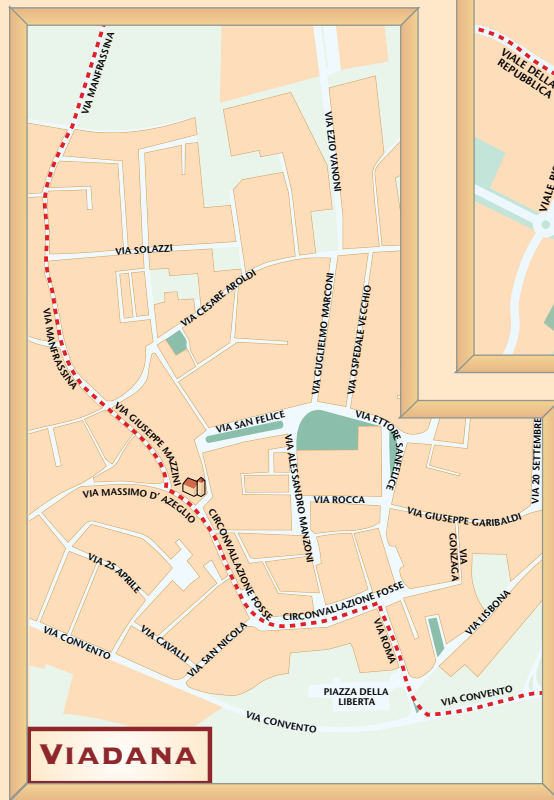 VIA MANFRASSINA
VIALE DELLA
REPUBBLICA
VIA EZIO VANONI
VIA SOLAZZI
VIA CESARE AROLDI
VIA GUGLIELMO MARCONI
VIA OSPEDALE VECCHIO
VIA MANFRASSINA
VIA GIUSEPPE MAZZINI
VIA SAN FELICE
VIA ETTORE SANFELICE
VIA 20 SETTEMBRE
VIA ALESSANDRO MANZONI
VIA MASSIMO D' AZEGLIO
VIA ROCCA
VIA GIUSEPPE GARIBALDI
CIRCONVALLAZIONE FOSSE
VIA
GONZAGA
VIA 25 APRILE
CIRCONVALLAZIONE FOSSE
VIA LISBONA
VIA CONVENTO
VIA CAVALLI
VIA SAN NICOLA
VIA ROMA
PIAZZA DELLA
LIBERTA
VIA CONVENTO
VIA CONVENTO
VIADANA